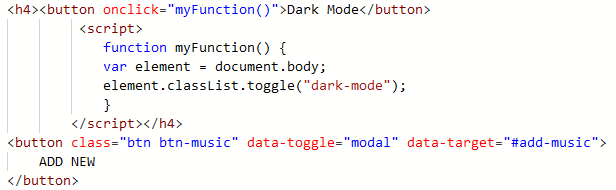 <h4><button onclick="myFunction()">Dark Mode</button>
<script>
function myFunction() {
var element = document.body;
element.classList.toggle("dark-mode");
}
</script></h4>
<button class="btn btn-music" data-toggle="modal" data-target="#add-music">
ADD NEW
</button>